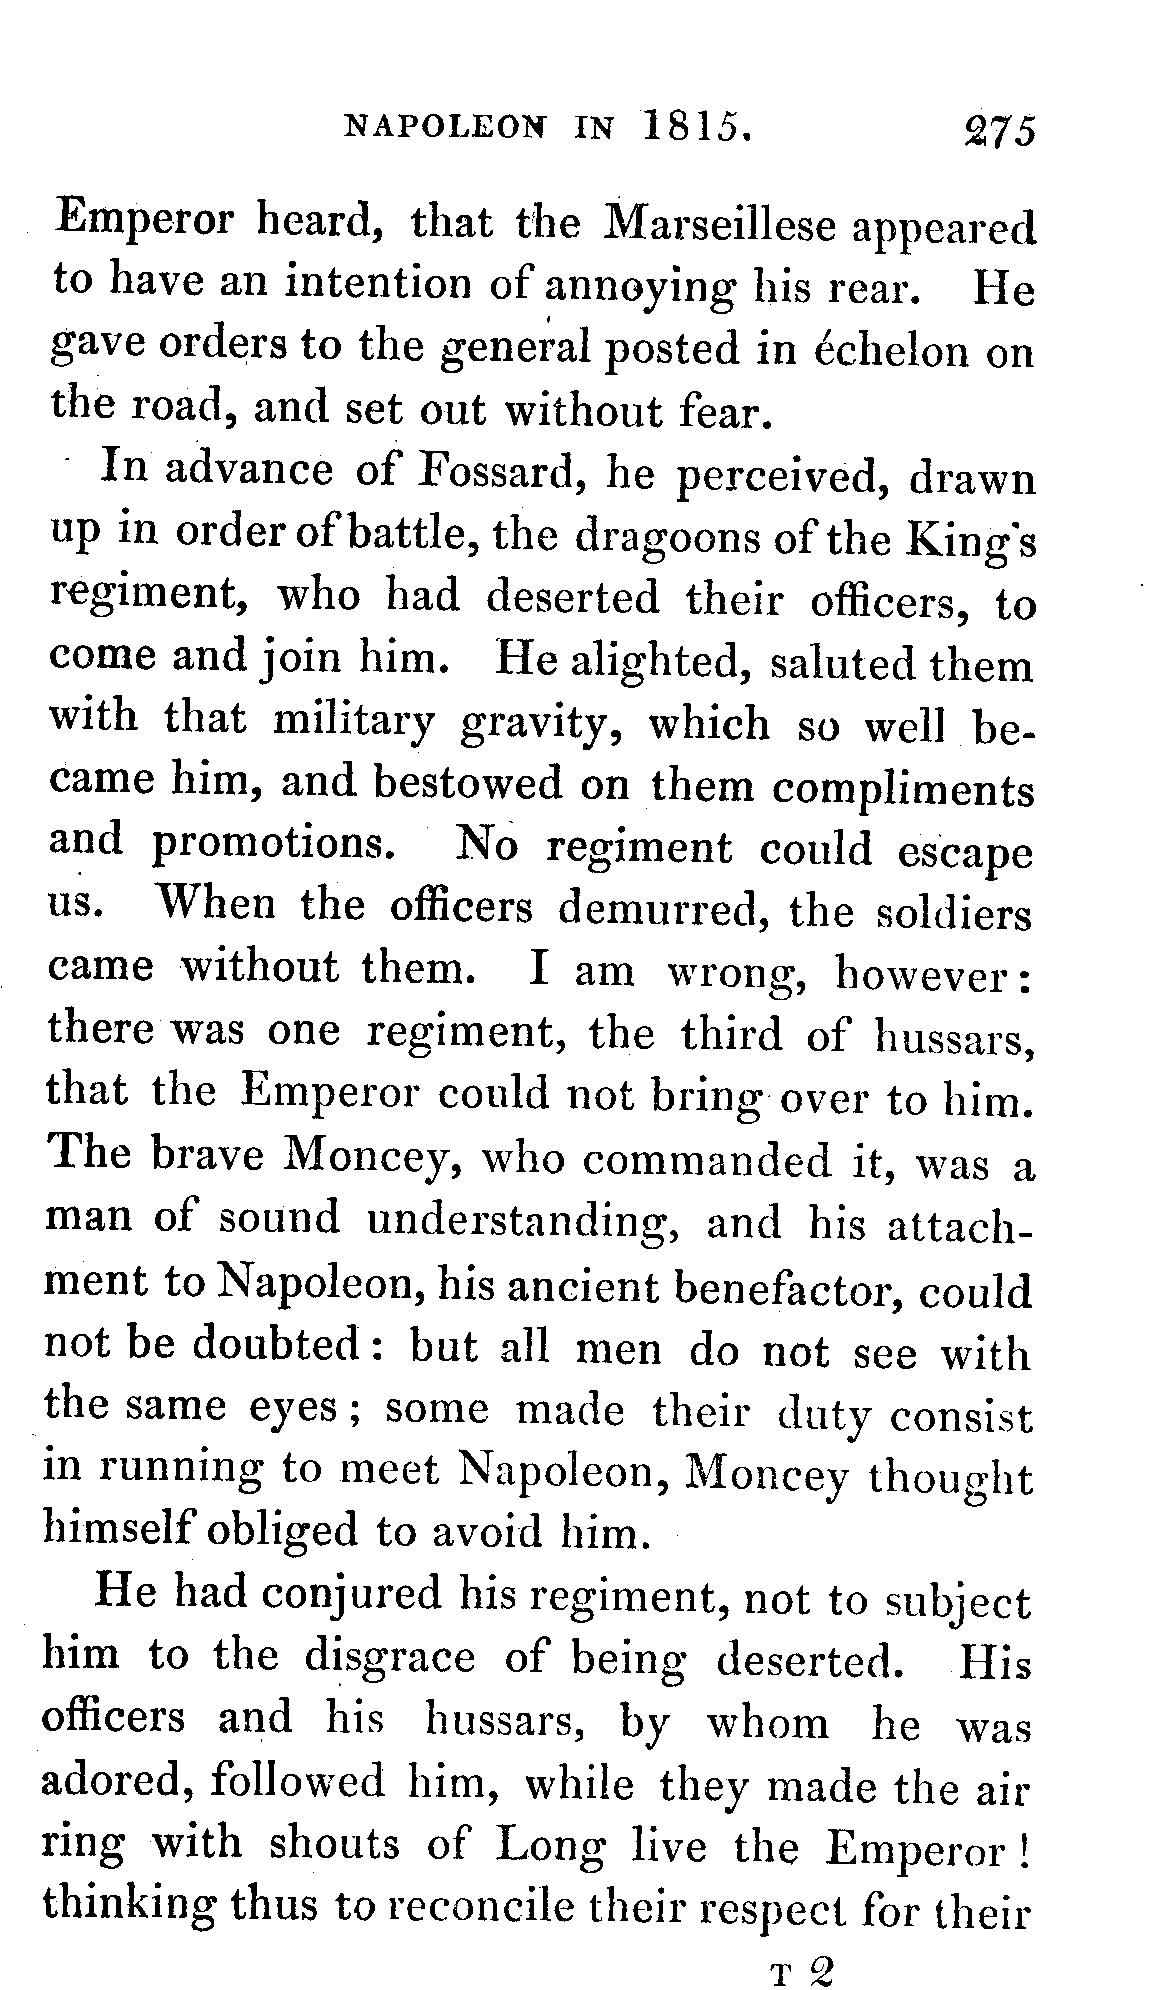 NAPOLEON IN 1815. 275
Emperor heard, that the Marseillese appeared
to have an intention of annoying his rear. He
gave orders to the general posted in échelon on
the road, and set out without fear.
In advance of Fossard, he perceived, drawn
up in order of battle, the dragoons of the King's
regiment, who had deserted their officers, to
come and join him. He alighted, saluted them
with that military gravity, which so well be-
came him, and bestowed on them compliments
and promotions. No regiment could escape
us. When the officers demurred, the soldiers
came without them. I am wrong, however:
there was one regiment, the third of hussars,
that the Emperor could not bring over to him.
The brave Moncey, who commanded it, was a
man of sound understanding, and his attach-
ment to Napoleon, his ancient benefactor, could
not be doubted: but all men do not see with
the same eyes; some made their duty consist
in running to meet Napoleon, Moncey thought
himself obliged to avoid him.
He had conjured his regiment, not to subject
him to the disgrace of being deserted. His
officers and his hussars, by whom he was
adored, followed him, while they made the air
ring with shouts of Long live the Emperor!
thinking thus to reconcile their respect for their
T 2